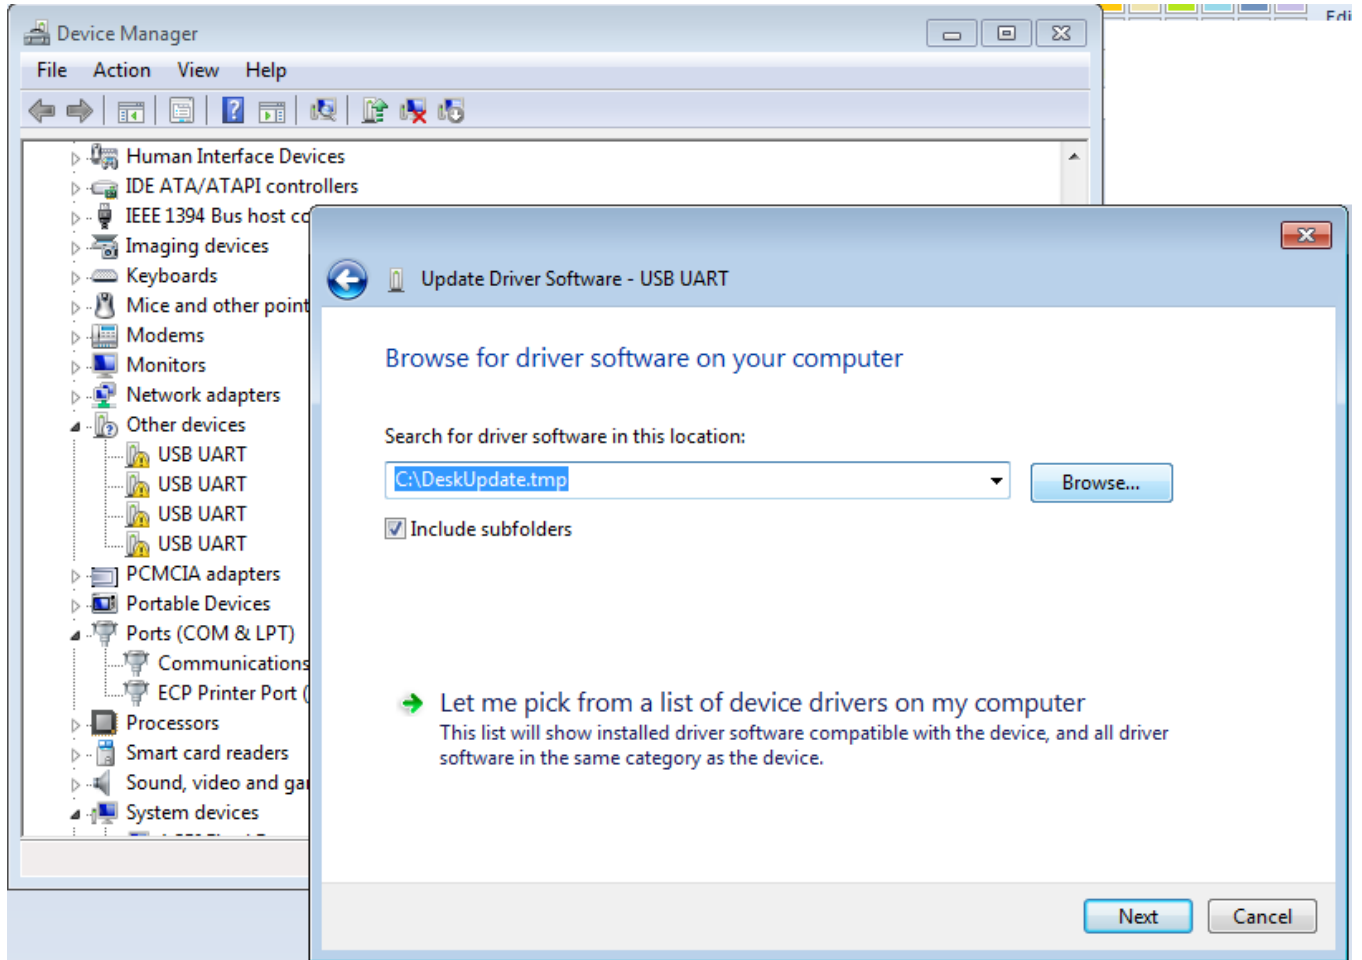 Edi
Device Manager
File Action View Help
Human Interface Devices
IDE ATA/ATAPI controllers
IEEE 1394 Bus host co
Imaging devices
Keyboards
Mice and other point
Modems
Monitors
Network adapters
Other devices
USB UART
USB UART
USB UART
USB UART
PCMCIA adapters
Portable Devices
Ports (COM & LPT)
Communications
ECP Printer Port (
Processors
Smart card readers
Sound, video and ga
System devices
Update Driver Software - USB UART
Browse for driver software on your computer
Search for driver software in this location:
C:\DeskUpdate.tmp
Browse...
Include subfolders
Let me pick from a list of device drivers on my computer
This list will show installed driver software compatible with the device, and all driver
software in the same category as the device.
Next Cancel